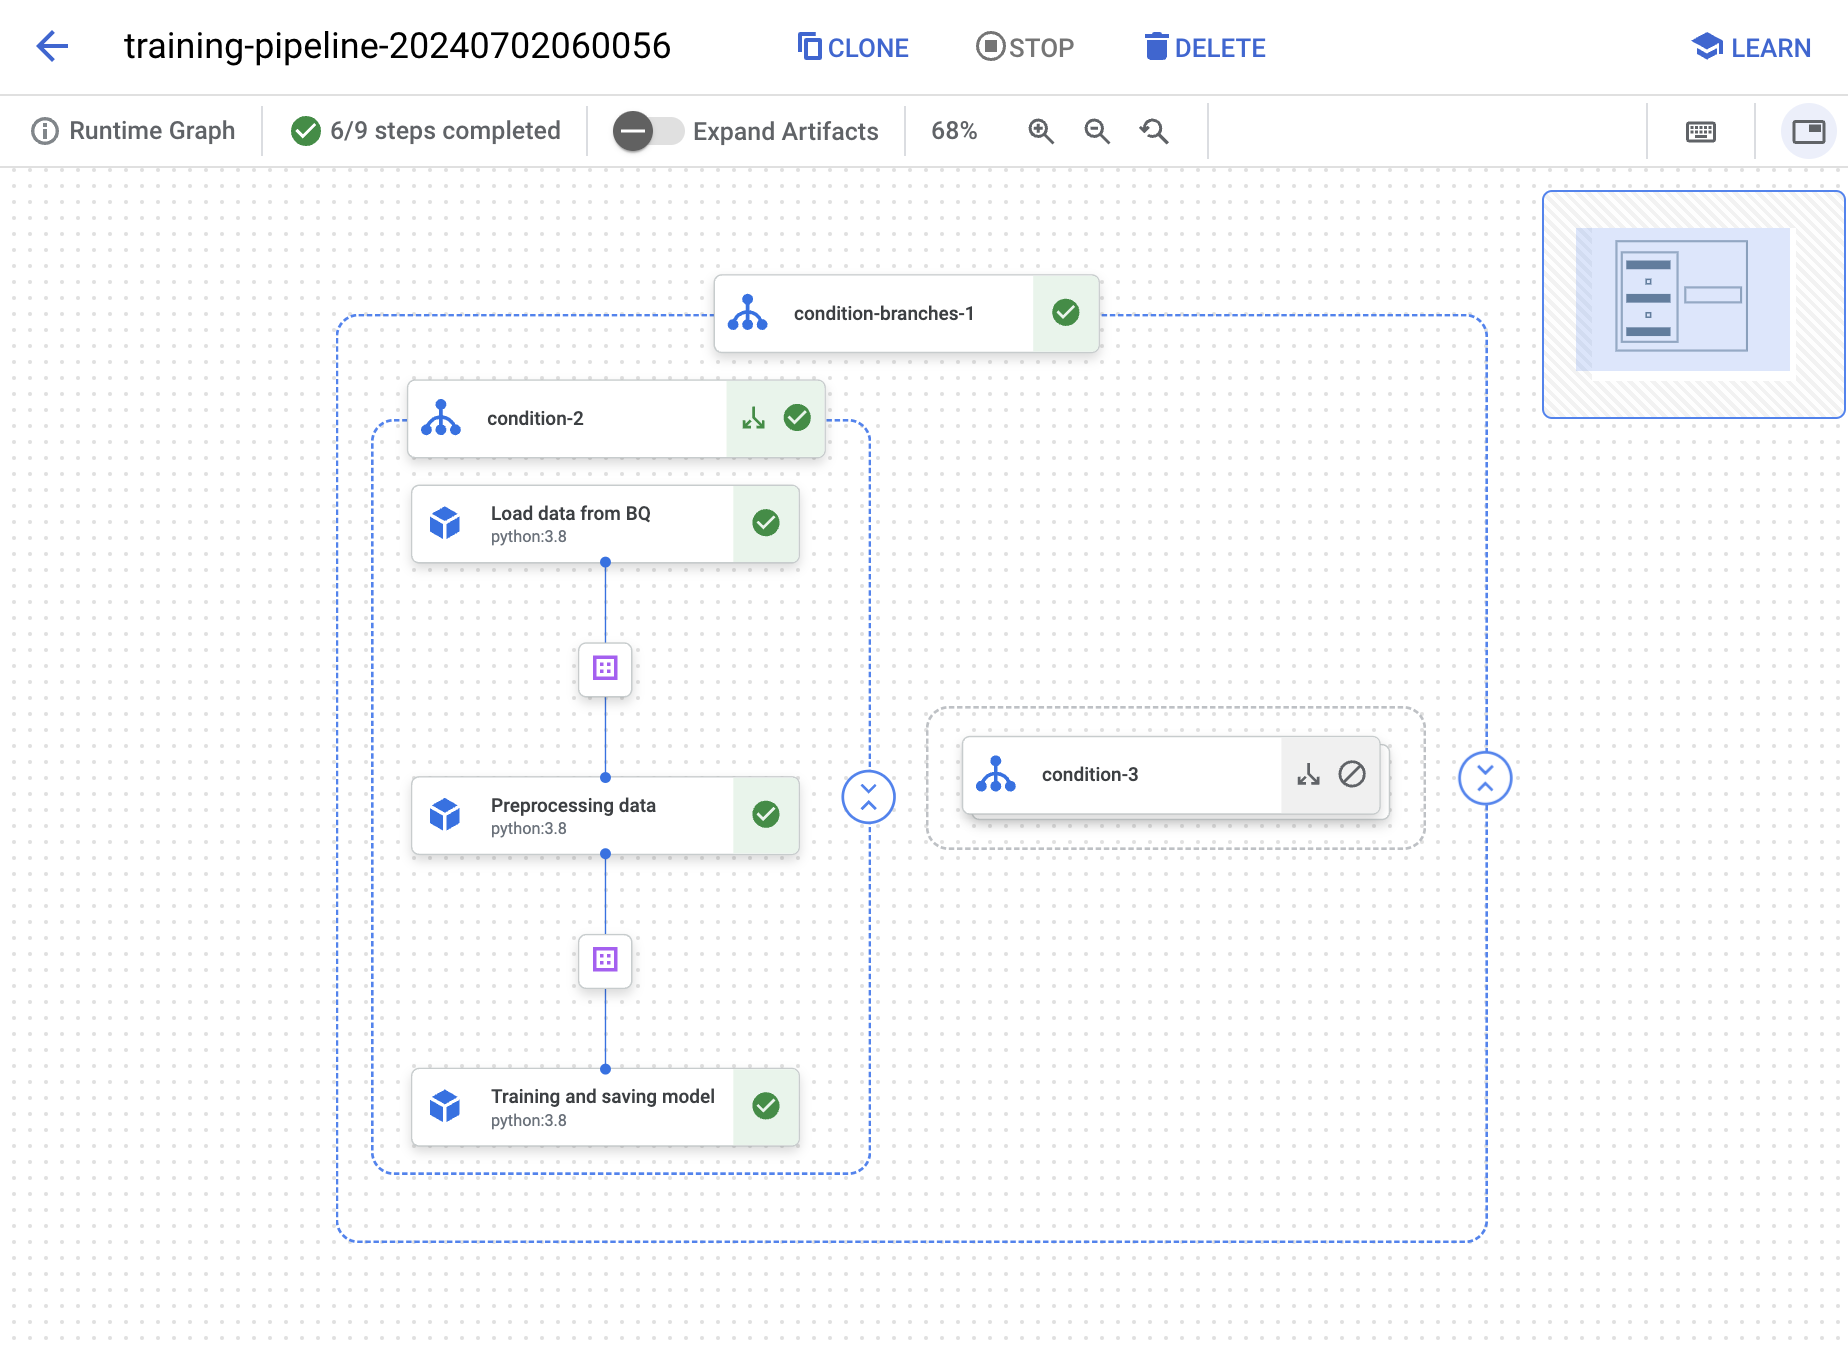 training-pipeline-20240702060056
CLONE
STOP
DELETE
LEARN
Runtime Graph
6/9 steps completed
Expand Artifacts
68%
condition-branches-1
condition-2
Load data from BQ
python:3.8
condition-3
Preprocessing data
python:3.8
Training and saving model
python:3.8